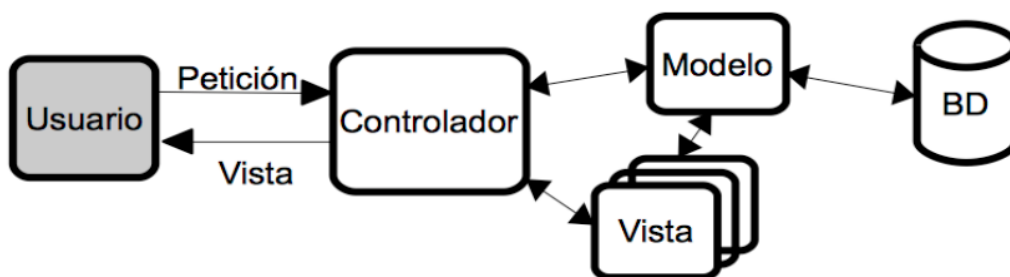 Usuario
Petición
Vista
Controlador
Modelo
Vista
BD